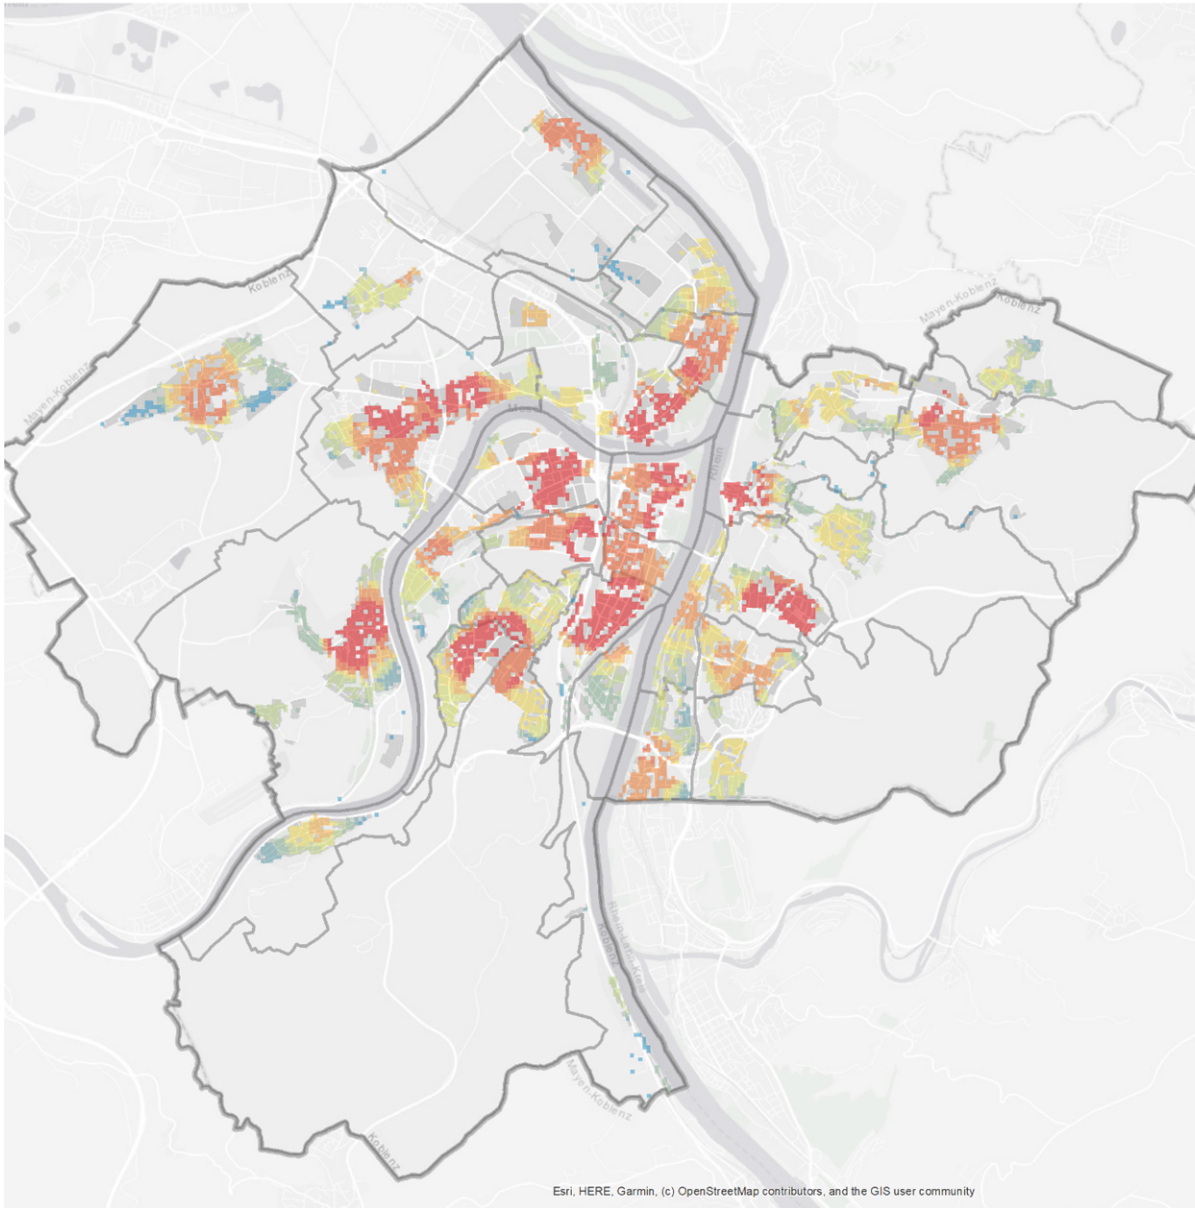 Koblenz
Mayen-Koblenz
Mayen-Koblenz
Koblenz
Rhein
Rhein-Lahn-Kreis
Koblenz
Mayen-Koblenz
Koblenz
Esri, HERE, Garmin, (c) OpenStreetMap contributors, and the GIS user community